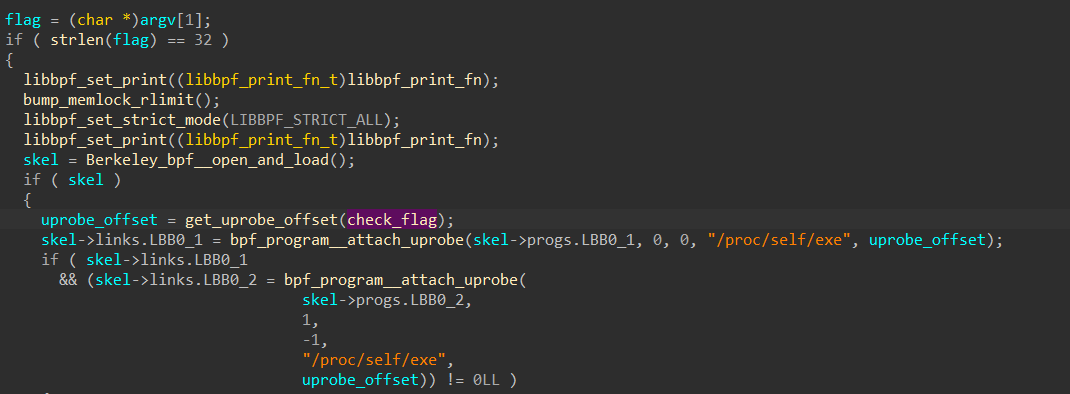 flag = (char *)argv[1];
if ( strlen(flag) == 32 )
{
libbpf_set_print((libbpf_print_fn_t)libbpf_print_fn);
bump_memlock_rlimit();
libbpf_set_strict_mode(LIBBPF_STRICT_ALL);
libbpf_set_print((libbpf_print_fn_t)libbpf_print_fn);
skel = Berkeley_bpf__open_and_load();
if ( skel )
{
uprobe_offset = get_uprobe_offset(check_flag);
skel->links.LBB0_1 = bpf_program__attach_uprobe(skel->progs.LBB0_1, 0, 0, "/proc/self/exe", uprobe_offset);
if ( skel->links.LBB0_1
&& (skel->links.LBB0_2 = bpf_program__attach_uprobe(
skel->progs.LBB0_2,
1,
-1,
"/proc/self/exe",
uprobe_offset)) != 0LL )